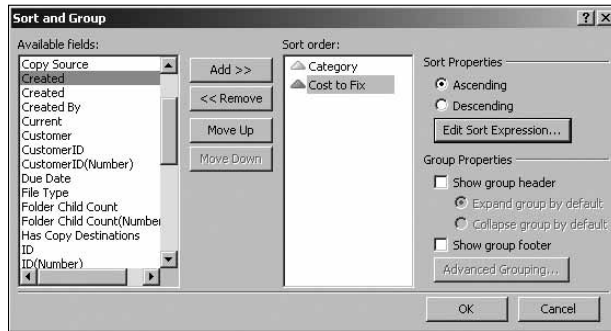 Sort and Group
Available fields:
Copy Source
Created
Created
Created By
Current
Customer
CustomerID
CustomerID(Number)
Due Date
File Type
Folder Child Count
Folder Child Count(Number
Has Copy Destinations
ID
ID(Number)
Add >>
<< Remove
Move Up
Move Down
Sort order:
Category
Cost to Fix
Sort Properties
Ascending
Descending
Edit Sort Expression...
Group Properties
Show group header
Expand group by default
Collapse group by default
Show group footer
Advanced Grouping...
OK
Cancel